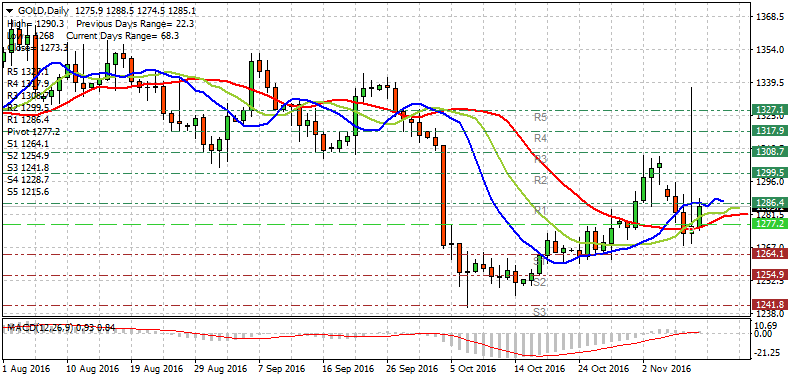 GOLD,Daily 1275.9 1288.5 1274.5 1285.1
High= 1290.3 Previous Days Range= 22.3
1268 Current Days Range= 68.3
Close= 1273.3
R5
R4
R3
R2 1299.5
R1 1286.4
Pivot 1277.2
S1 1264.1
S2 1254.9
S3 1241.8
S4 1228.7
S5 1215.6
R5
R4
R3
R2
R1
S2
S3
1368.5
1354.0
1339.5
1327.1
1317.9
1308.7
1299.5
1296.0
1286.4
1281.5
1277.2
1264.1
1254.9
1252.5
1241.8
1238.0
MACD(12,26,9) 0.93 0.84
10.69
0.00
-21.25
1 Aug 2016
10 Aug 2016
19 Aug 2016
29 Aug 2016
7 Sep 2016
16 Sep 2016
26 Sep 2016
5 Oct 2016
14 Oct 2016
24 Oct 2016
2 Nov 2016